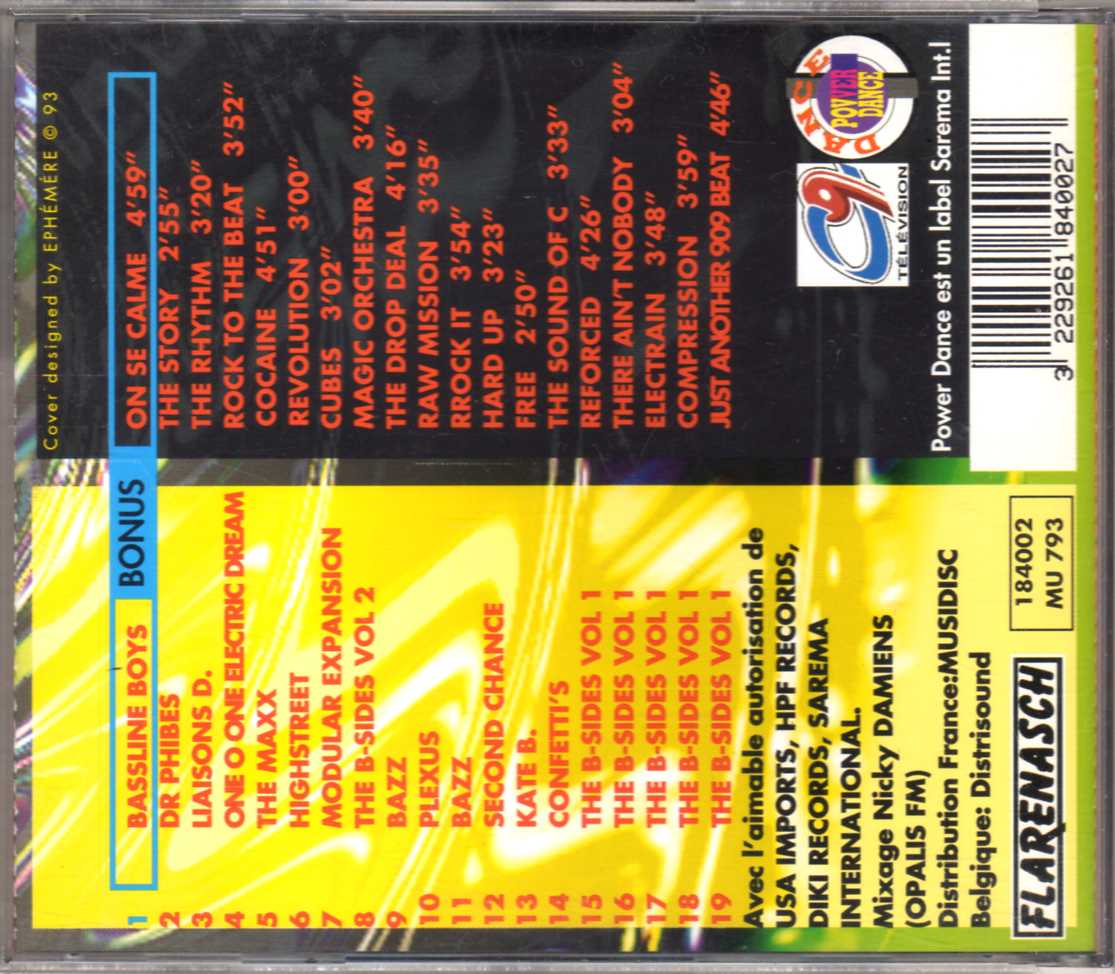 Cover designed by EPHÉMÈRE © 93
1 BASSLINE BOYS BONUS ON SE CALME 4'59"
2 DR PHIBES THE STORY 2'55"
3 LIAISONS D. THE RHYTHM 3'20"
4 ONE O ONE ELECTRIC DREAM ROCK TO THE BEAT 3'52"
5 THE MAXX COCAINE 4'51"
6 HIGHSTREET REVOLUTION 3'00"
7 MODULAR EXPANSION CUBES 3'02"
8 THE B-SIDES VOL 2 MAGIC ORCHESTRA 3'40"
9 BAZZ THE DROP DEAL 4'16"
10 PLEXUS RAW MISSION 3'35"
11 BAZZ RROCK IT 3'54"
12 SECOND CHANCE HARD UP 3'23"
13 KATE B. FREE 2'50"
14 CONFETTI'S THE SOUND OF C 3'33"
15 THE B-SIDES VOL 1 REFORCED 4'26"
16 THE B-SIDES VOL 1 THERE AIN'T NOBODY 3'04"
17 THE B-SIDES VOL 1 ELECTRAIN 3'48"
18 THE B-SIDES VOL 1 COMPRESSION 3'59"
19 THE B-SIDES VOL 1 JUST ANOTHER 909 BEAT 4'46"
Avec l'aimable autorisation de
USA IMPORTS, HPF RECORDS,
DIKI RECORDS, SAREMA
INTERNATIONAL.
Mixage Nicky DAMIENS
(OPALIS FM)
Distribution France:MUSIDISC
Belgique: Distrisound
FLARENASCH
184002
MU 793
C9
TÉLÉVISION
DANCE
POWER
DANCE
Power Dance est un label Sarema Int.l
3 229261 840027